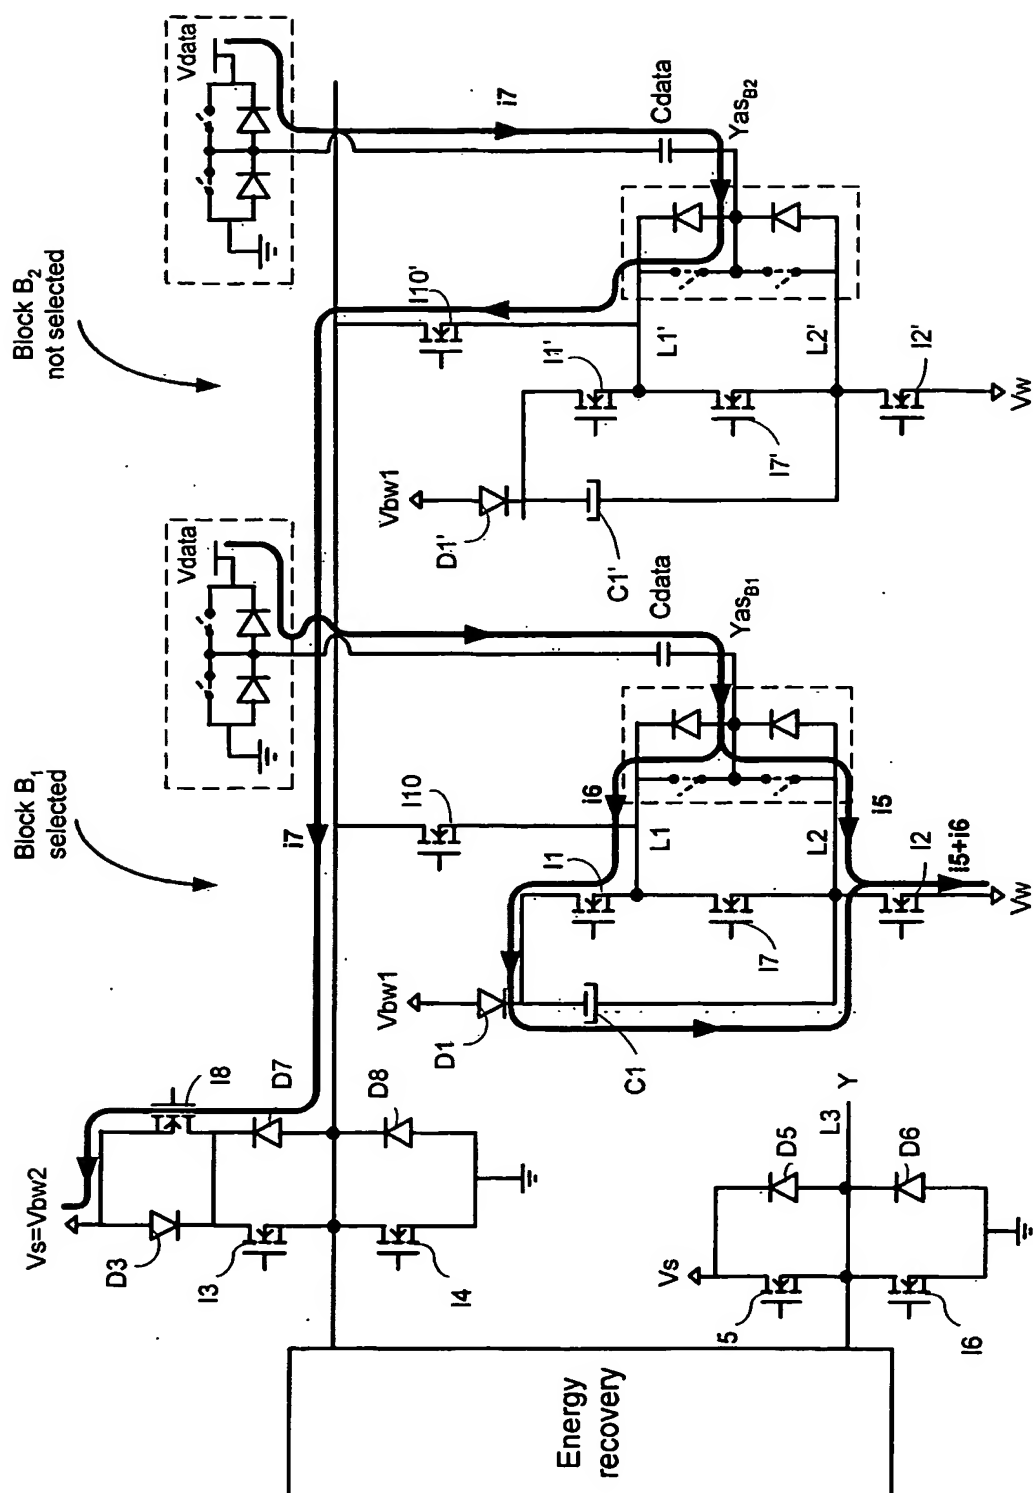 Block B1
selected
Block B2
not selected
Vs=Vbw2
D3
I8
D7
I3
I4
D8
i7
Vdata
Vdata
i7
Vbw1
D1
C1
I1
I10
i6
L1
L2
I7
I2
i5
i5+i6
Vw
Cdata
YasB1
Vbw1
D1'
C1'
I1'
I10'
L1'
L2'
I7'
I2'
Vw
Cdata
YasB2
Energy
recovery
Vs
I5
I6
D5
D6
L3
Y